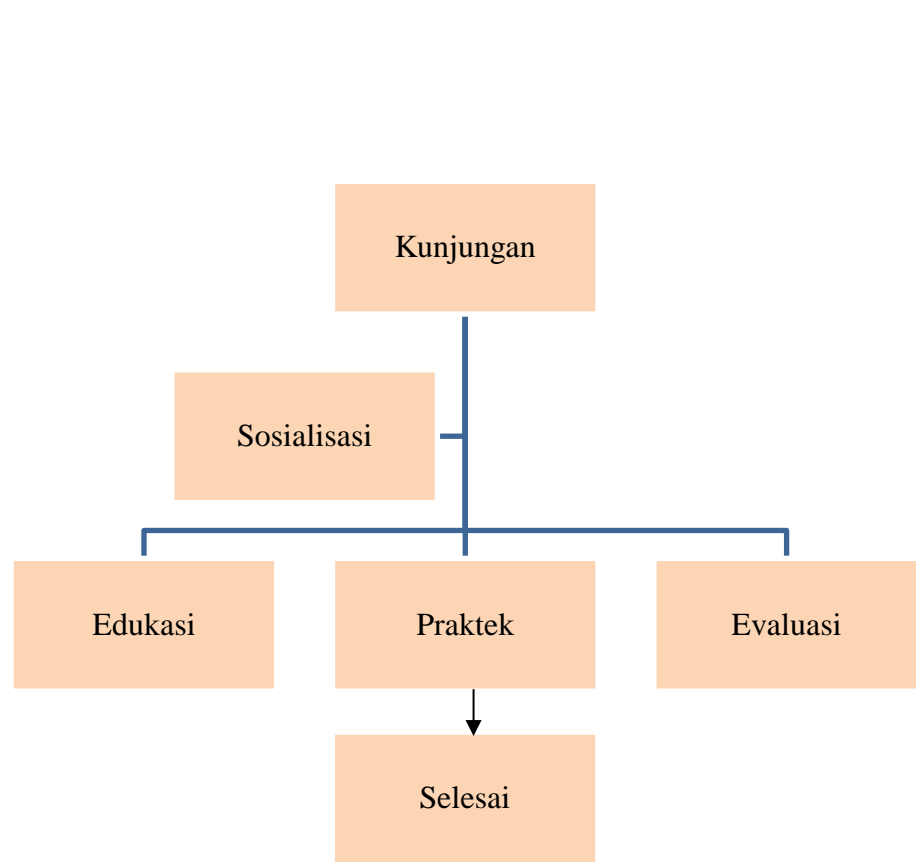 Kunjungan
Sosialisasi
Edukasi
Praktek
Evaluasi
Selesai